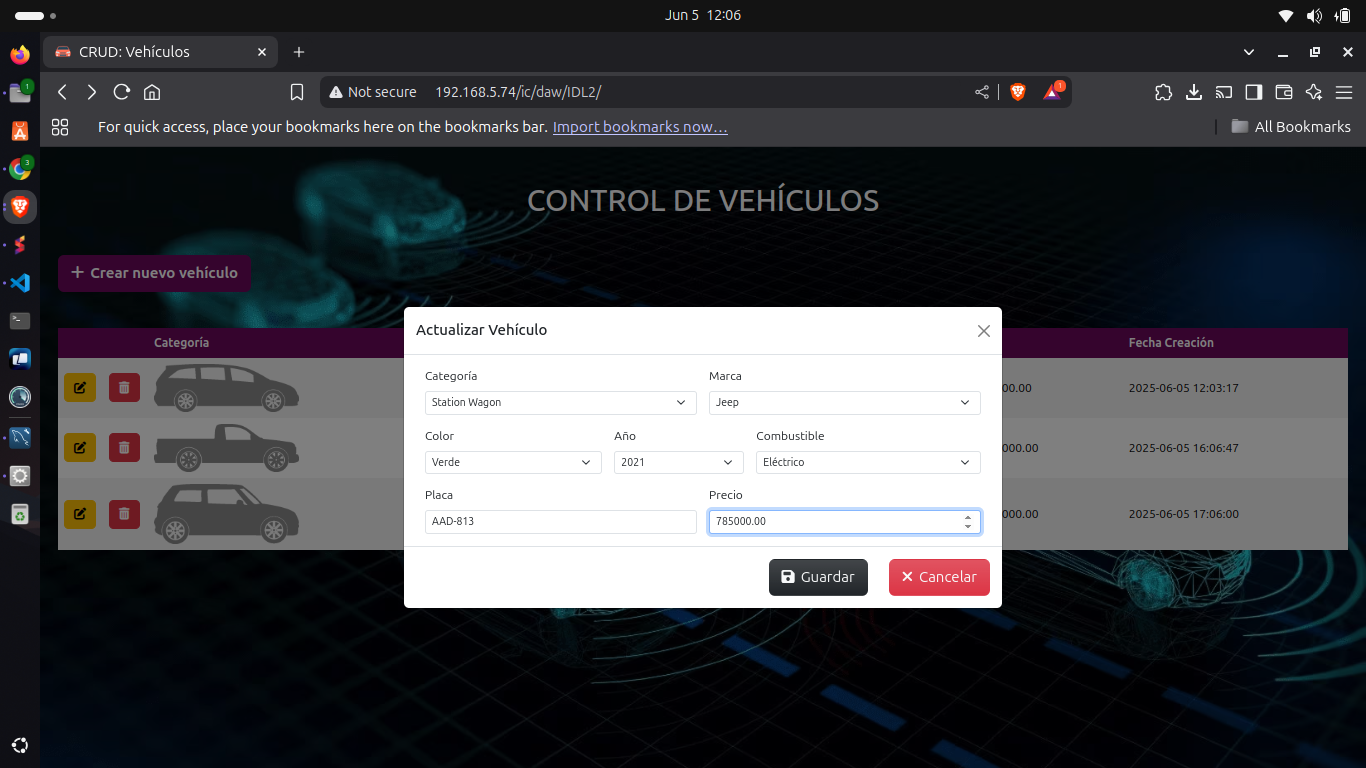 Jun 5 12:06
CRUD: Vehículos
Not secure 192.168.5.74/ic/daw/IDL2/
1
For quick access, place your bookmarks here on the bookmarks bar. Import bookmarks now…
All Bookmarks
1
3
CONTROL DE VEHÍCULOS
+ Crear nuevo vehículo
Categoría
Fecha Creación
00.00
2025-06-05 12:03:17
000.00
2025-06-05 16:06:47
000.00
2025-06-05 17:06:00
Actualizar Vehículo
Categoría
Marca
Station Wagon
Jeep
Color
Año
Combustible
Verde
2021
Eléctrico
Placa
Precio
AAD-813
785000.00
Guardar
Cancelar